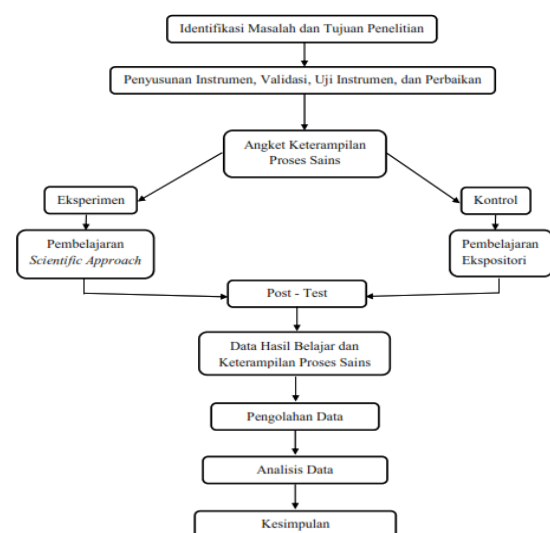 Identifikasi Masalah dan Tujuan Penelitian
Penyusunan Instrumen, Validasi, Uji Instrumen, dan Perbaikan
Angket Keterampilan
Proses Sains
Eksperimen
Kontrol
Pembelajaran
Scientific Approach
Pembelajaran
Ekspositori
Post - Test
Data Hasil Belajar dan
Keterampilan Proses Sains
Pengolahan Data
Analisis Data
Kesimpulan